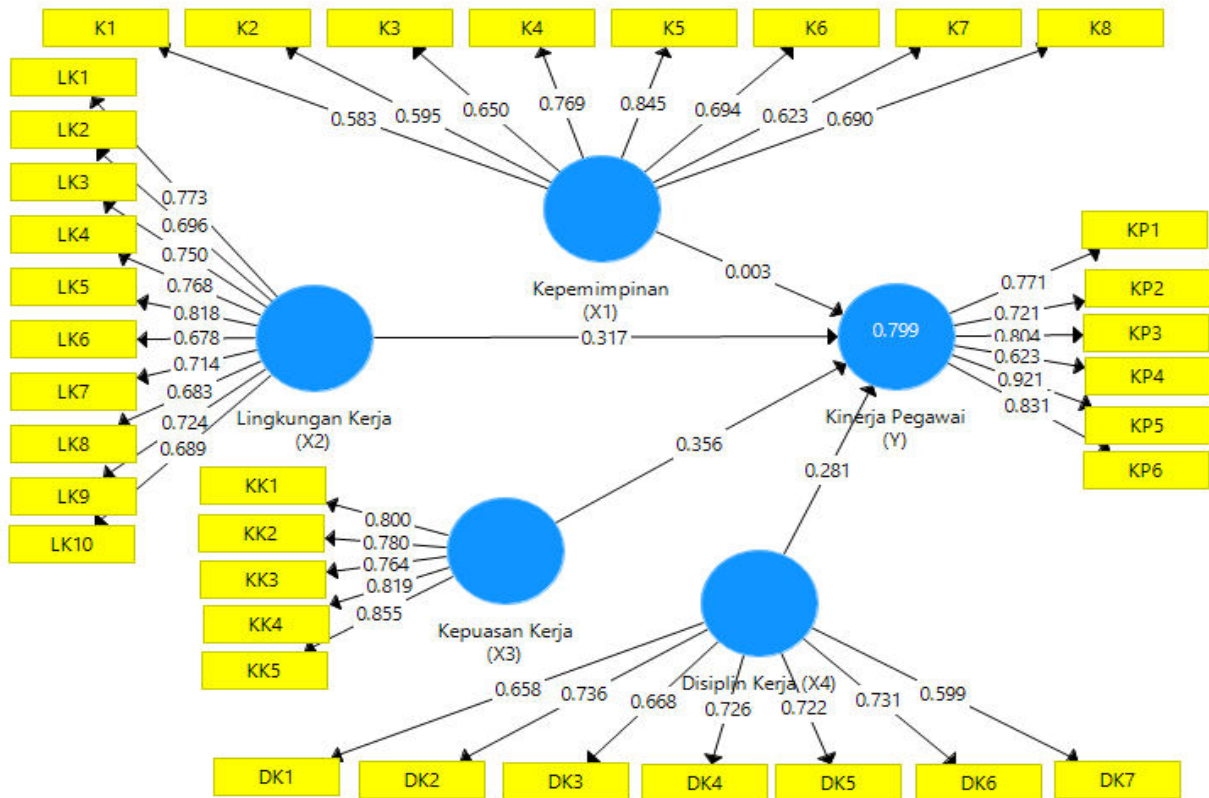 K1
K2
K3
K4
K5
K6
K7
K8
0.583
0.595
0.650
0.769
0.845
0.694
0.623
0.690
Kepemimpinan
(X1)
0.003
LK1
LK2
LK3
LK4
LK5
LK6
LK7
LK8
LK9
LK10
0.773
0.696
0.750
0.768
0.818
0.678
0.714
0.683
0.724
0.689
Lingkungan Kerja
(X2)
0.317
0.799
Kinerja Pegawai
(Y)
KP1
KP2
KP3
KP4
KP5
KP6
0.771
0.721
0.804
0.623
0.921
0.831
KK1
KK2
KK3
KK4
KK5
0.800
0.780
0.764
0.819
0.855
Kepuasan Kerja
(X3)
0.356
0.281
Disiplin Kerja (X4)
0.658
0.736
0.668
0.726
0.722
0.731
0.599
DK1
DK2
DK3
DK4
DK5
DK6
DK7